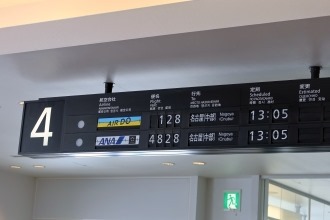 4
航空会社 便名 行先 定刻 変更
Airline Flight To Scheduled Estimated
AIR DO 128 名古屋(中部) Nagoya (Chubu) 13:05
ANA 4828 名古屋(中部) Nagoya (Chubu) 13:05